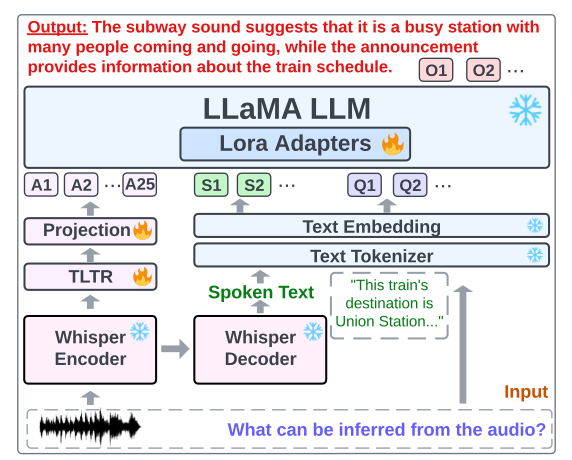 Output: The subway sound suggests that it is a busy station with
many people coming and going, while the announcement
provides information about the train schedule.
O1 O2 ...
LLaMA LLM
Lora Adapters
A1 A2 ...A25 S1 S2 ... Q1 Q2 ...
Projection
Text Embedding
Text Tokenizer
TLTR
Spoken Text
"This train's
destination is
Union Station..."
Whisper
Encoder
Whisper
Decoder
Input
What can be inferred from the audio?